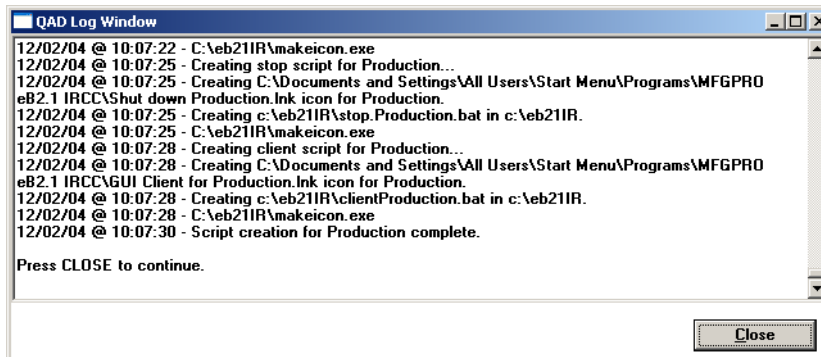 QAD Log Window
12/02/04 @ 10:07:22 - C:\eb21IR\makeicon.exe
12/02/04 @ 10:07:25 - Creating stop script for Production...
12/02/04 @ 10:07:25 - Creating C:\Documents and Settings\All Users\Start Menu\Programs\MFGPRO
eB2.1 IRCC\Shut down Production.lnk icon for Production.
12/02/04 @ 10:07:25 - Creating c:\eb21IR\stop.Production.bat in c:\eb21IR.
12/02/04 @ 10:07:25 - C:\eb21IR\makeicon.exe
12/02/04 @ 10:07:28 - Creating client script for Production...
12/02/04 @ 10:07:28 - Creating C:\Documents and Settings\All Users\Start Menu\Programs\MFGPRO
eB2.1 IRCC\GUI Client for Production.lnk icon for Production.
12/02/04 @ 10:07:28 - Creating c:\eb21IR\clientProduction.bat in c:\eb21IR.
12/02/04 @ 10:07:28 - C:\eb21IR\makeicon.exe
12/02/04 @ 10:07:30 - Script creation for Production complete.
Press CLOSE to continue.
Close